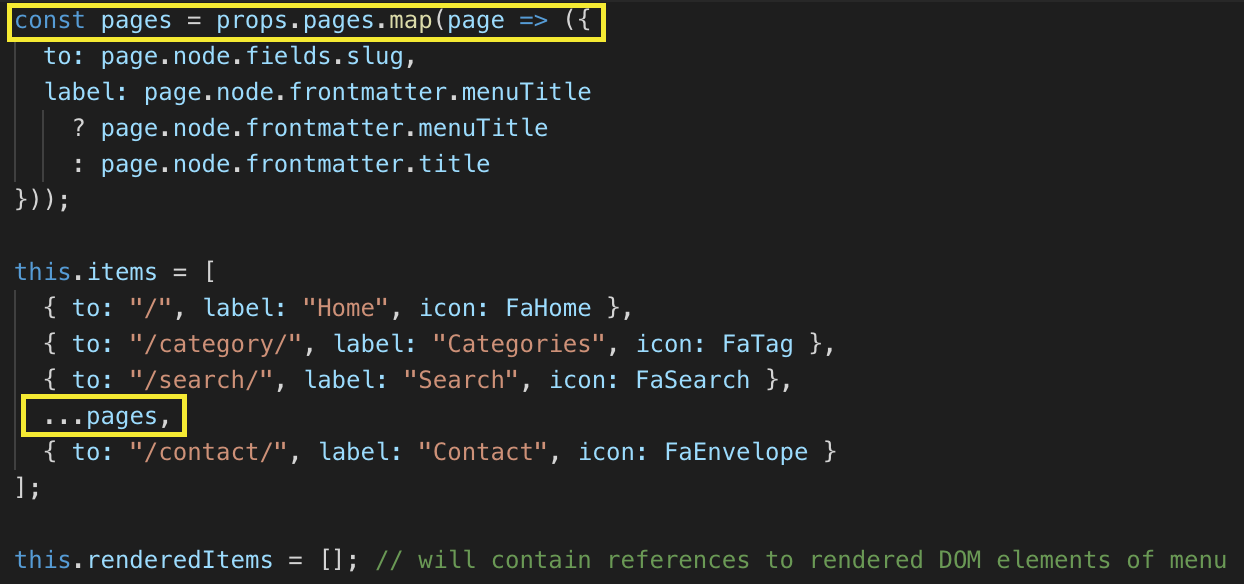 const pages = props.pages.map(page => ({
to: page.node.fields.slug,
label: page.node.frontmatter.menuTitle
? page.node.frontmatter.menuTitle
: page.node.frontmatter.title
}));
this.items = [
{ to: "/", label: "Home", icon: FaHome },
{ to: "/category/", label: "Categories", icon: FaTag },
{ to: "/search/", label: "Search", icon: FaSearch },
...pages,
{ to: "/contact/", label: "Contact", icon: FaEnvelope }
];
this.renderedItems = []; // will contain references to rendered DOM elements of menu